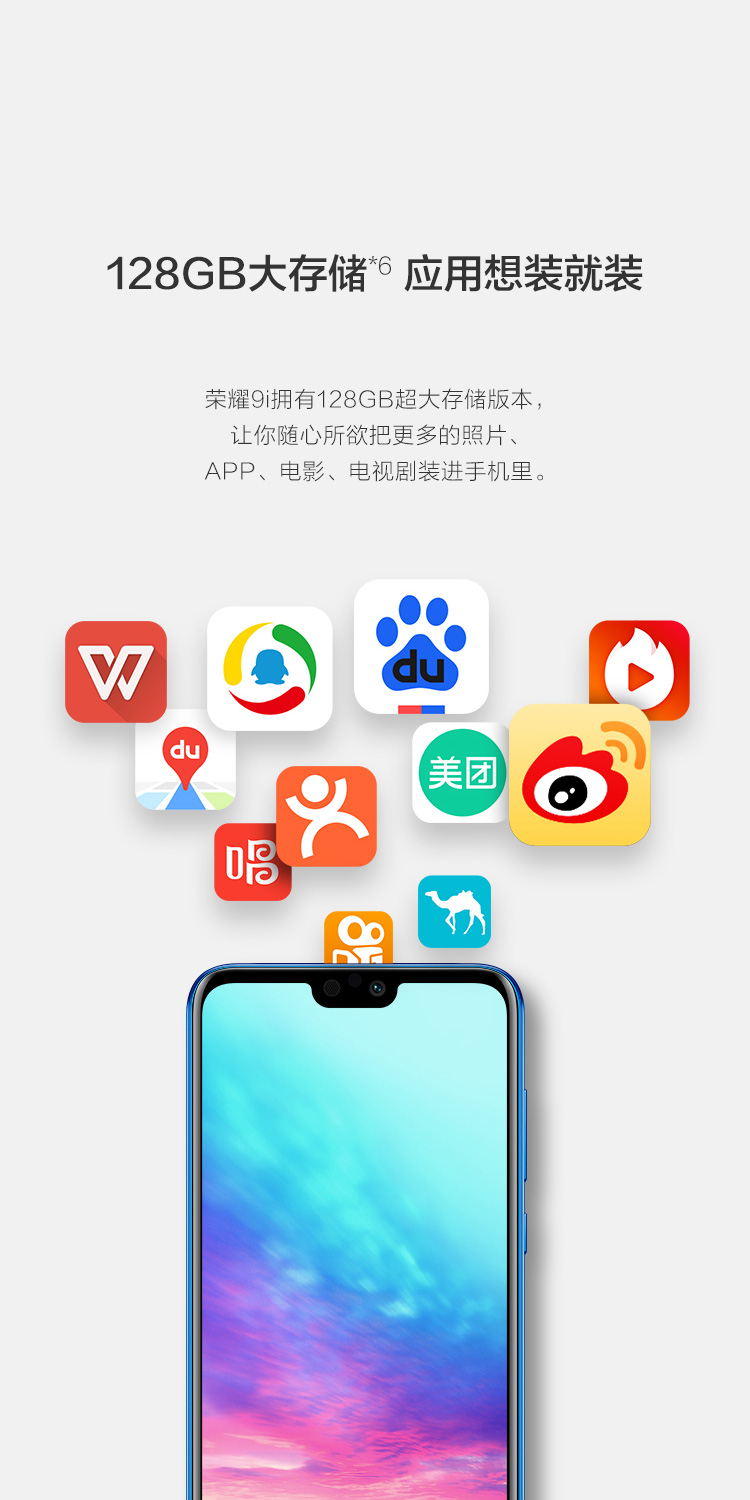 128GB大存储*6 应用想装就装
荣耀9i拥有128GB超大存储版本，
让你随心所欲把更多的照片、
APP、电影、电视剧装进手机里。
W
du
du
美团
唱